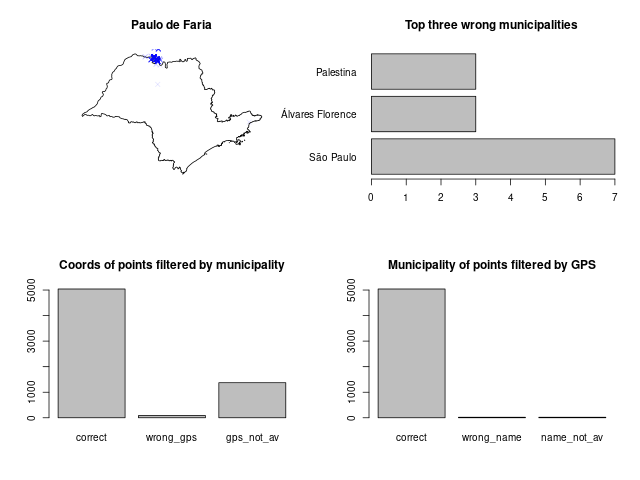 Paulo de Faria
Top three wrong municipalities
Palestina
Álvares Florence
São Paulo
0 1 2 3 4 5 6 7
Coords of points filtered by municipality
5000
3000
1000
0
correct wrong_gps gps_not_av
Municipality of points filtered by GPS
5000
3000
1000
0
correct wrong_name name_not_av